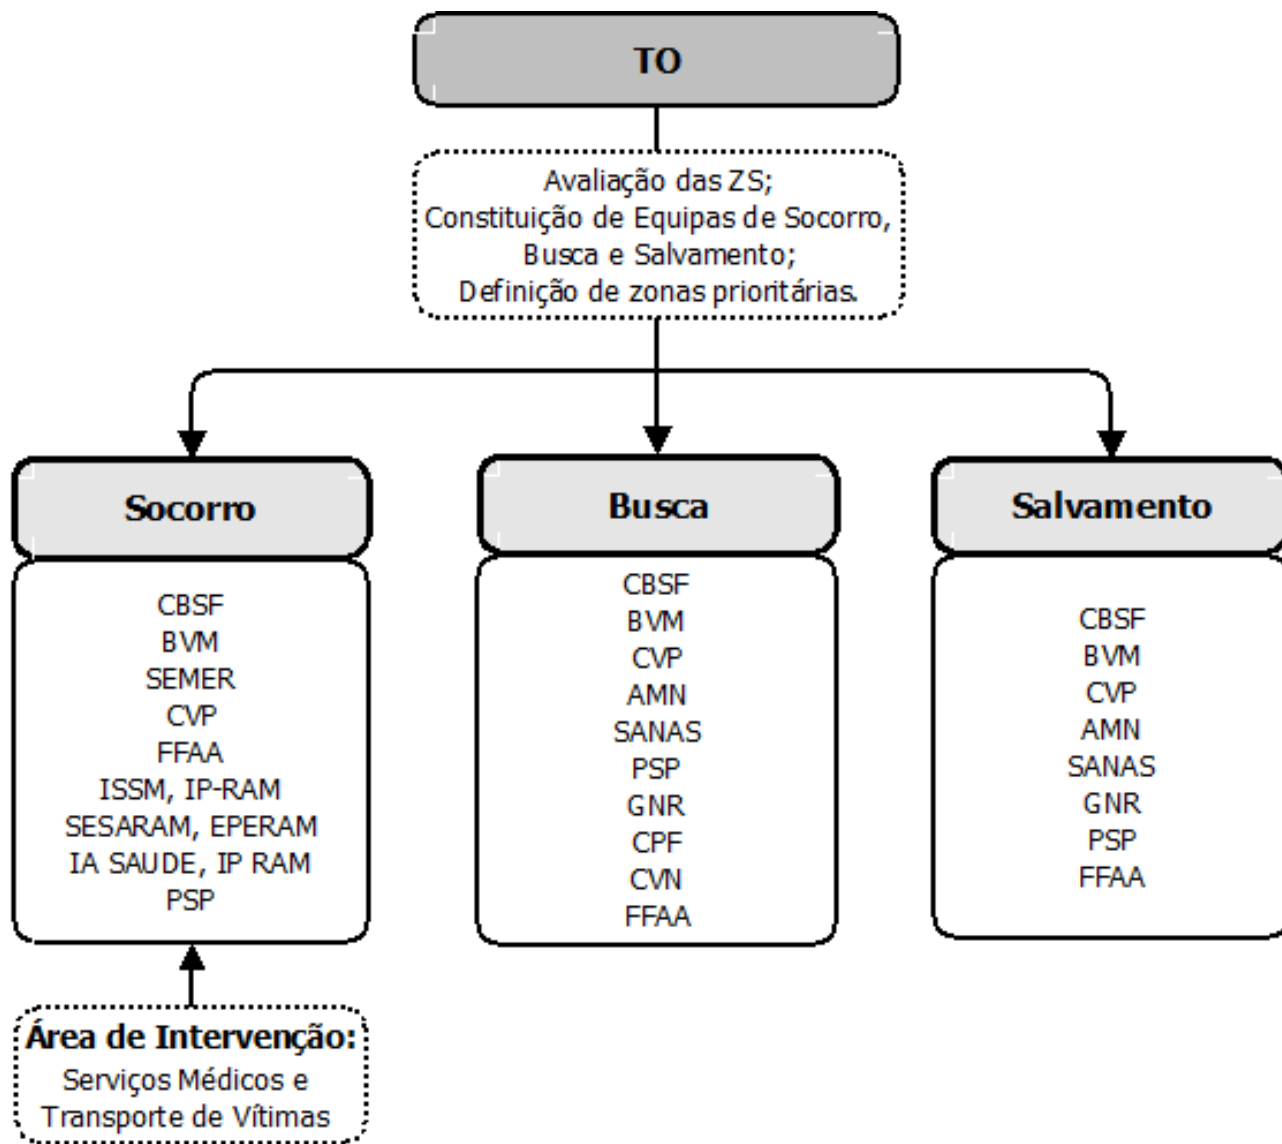 TO
Avaliação das ZS;
Constituição de Equipas de Socorro,
Busca e Salvamento;
Definição de zonas prioritárias.
Socorro
CBSF
BVM
SEMER
CVP
FFAA
ISSM, IP-RAM
SESARAM, EPERAM
IA SAUDE, IP RAM
PSP
Busca
CBSF
BVM
CVP
AMN
SANAS
PSP
GNR
CPF
CVN
FFAA
Salvamento
CBSF
BVM
CVP
AMN
SANAS
GNR
PSP
FFAA
Área de Intervenção:
Serviços Médicos e
Transporte de Vítimas